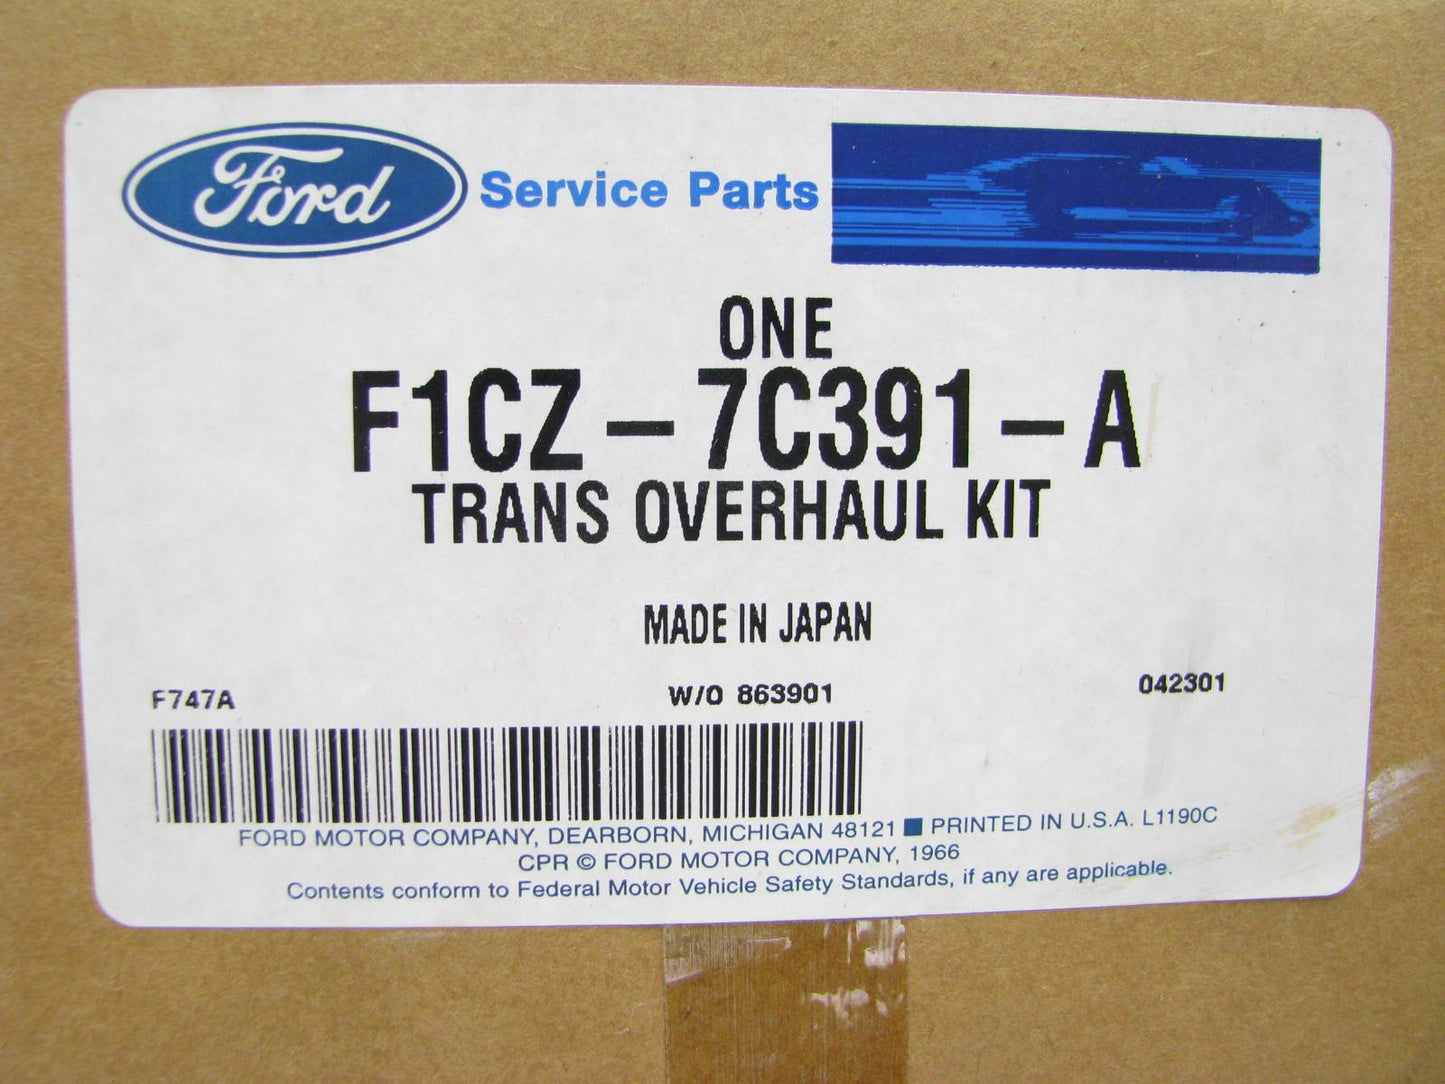 Ford Service Parts
ONE
F1CZ-7C391-A
TRANS OVERHAUL KIT
MADE IN JAPAN
F747A W/O 863901 042301
FORD MOTOR COMPANY, DEARBORN, MICHIGAN 48121 ■ PRINTED IN U.S.A. L1190C
CPR © FORD MOTOR COMPANY, 1966
Contents conform to Federal Motor Vehicle Safety Standards, if any are applicable.